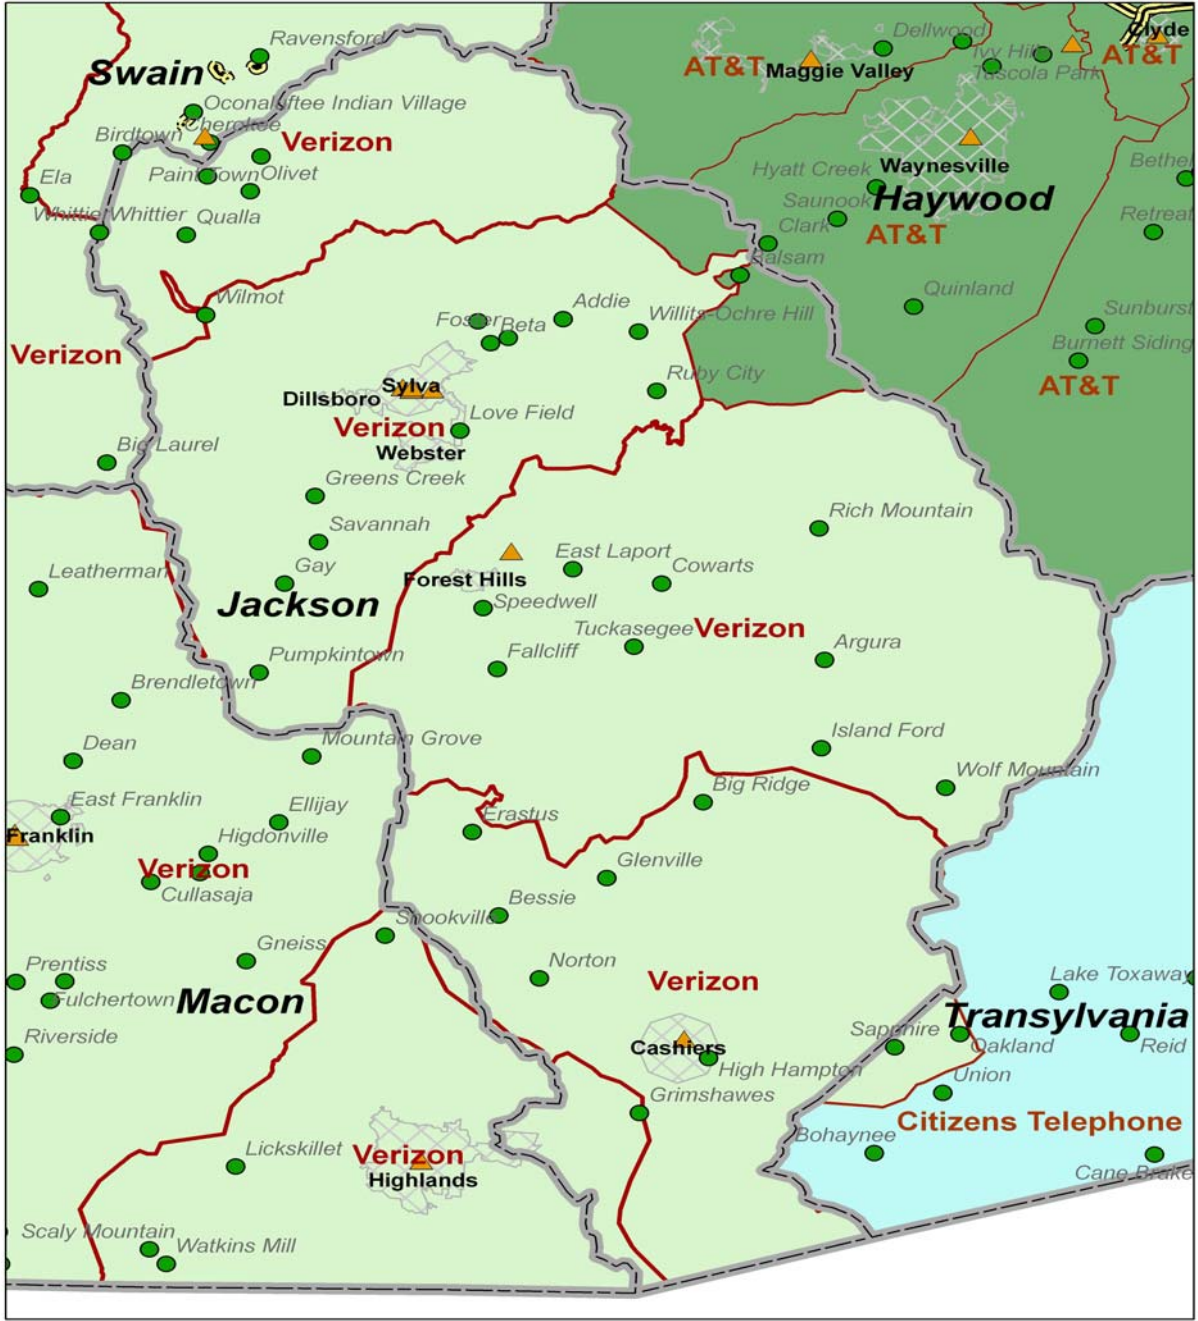 Ravensford
Dellwood
Clyde
Swain
AT&T
Maggie Valley
Ivy Hills
AT&T
Tuscola Park
Oconaluftee Indian Village
Birdtown
Cherokee
Verizon
Waynesville
Bethel
Ela
Paint Town
Olivet
Hyatt Creek
Haywood
Saunook
Whittier
Whittier
Qualla
Clark
AT&T
Retreat
Balsam
Wilmot
Addie
Willits-Ochre Hill
Quinland
Sunburst
Foster
Beta
Verizon
Burnett Siding
Ruby City
AT&T
Sylva
Dillsboro
Love Field
Verizon
Big Laurel
Webster
Greens Creek
Rich Mountain
Savannah
East Laport
Gay
Cowarts
Leatherman
Forest Hills
Jackson
Speedwell
Tuckasegee
Verizon
Argura
Pumpkintown
Fallcliff
Brendletown
Island Ford
Dean
Mountain Grove
Wolf Mountain
Big Ridge
East Franklin
Ellijay
Erastus
Franklin
Higdonville
Glenville
Verizon
Cullasaja
Bessie
Shookville
Gneiss
Norton
Prentiss
Verizon
Lake Toxaway
Fulchertown
Macon
Transylvania
Riverside
Sapphire
Cashiers
Oakland
Reid
High Hampton
Union
Grimshawes
Citizens Telephone
Bohaynee
Lickskillet
Verizon
Highlands
Cane Brake
Scaly Mountain
Watkins Mill